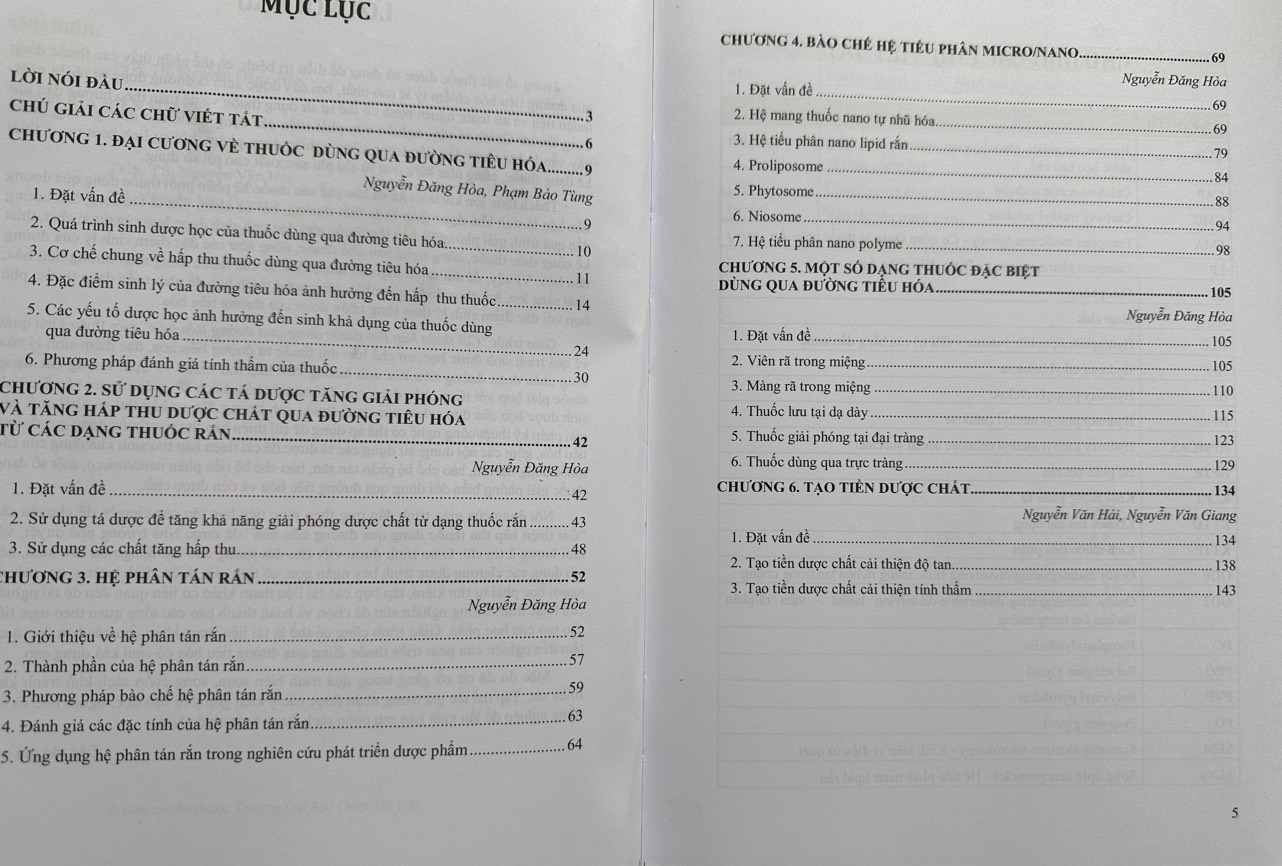 MỤC LỤC
LỜI NÓI ĐẦU........3
CHÚ GIẢI CÁC CHỮ VIẾT TẮT........6
CHƯƠNG 1. ĐẠI CƯƠNG VỀ THUỐC DÙNG QUA ĐƯỜNG TIÊU HÓA........9
Nguyễn Đăng Hòa, Phạm Bảo Tùng
1. Đặt vấn đề........9
2. Quá trình sinh dược học của thuốc dùng qua đường tiêu hóa........10
3. Cơ chế chung về hấp thu thuốc dùng qua đường tiêu hóa........11
4. Đặc điểm sinh lý của đường tiêu hóa ảnh hưởng đến hấp thu thuốc........14
5. Các yếu tố dược học ảnh hưởng đến sinh khả dụng của thuốc dùng
qua đường tiêu hóa........24
6. Phương pháp đánh giá tính thấm của thuốc........30
CHƯƠNG 2. SỬ DỤNG CÁC TÁ DƯỢC TĂNG GIẢI PHÓNG
VÀ TĂNG HẤP THU DƯỢC CHẤT QUA ĐƯỜNG TIÊU HÓA
TỪ CÁC DẠNG THUỐC RẮN........42
Nguyễn Đăng Hòa
1. Đặt vấn đề........42
2. Sử dụng tá dược để tăng khả năng giải phóng dược chất từ dạng thuốc rắn........43
3. Sử dụng các chất tăng hấp thu........48
CHƯƠNG 3. HỆ PHÂN TÁN RẮN........52
Nguyễn Đăng Hòa
1. Giới thiệu về hệ phân tán rắn........52
2. Thành phần của hệ phân tán rắn........57
3. Phương pháp bào chế hệ phân tán rắn........59
4. Đánh giá các đặc tính của hệ phân tán rắn........63
5. Ứng dụng hệ phân tán rắn trong nghiên cứu phát triển dược phẩm........64
CHƯƠNG 4. BÀO CHẾ HỆ TIỂU PHÂN MICRO/NANO........69
Nguyễn Đăng Hòa
1. Đặt vấn đề........69
2. Hệ mang thuốc nano tự nhũ hóa........69
3. Hệ tiểu phân nano lipid rắn........79
4. Proliposome........84
5. Phytosome........88
6. Niosome........94
7. Hệ tiểu phân nano polyme........98
CHƯƠNG 5. MỘT SỐ DẠNG THUỐC ĐẶC BIỆT
DÙNG QUA ĐƯỜNG TIÊU HÓA........105
Nguyễn Đăng Hòa
1. Đặt vấn đề........105
2. Viên rã trong miệng........105
3. Màng rã trong miệng........110
4. Thuốc lưu tại dạ dày........115
5. Thuốc giải phóng tại đại tràng........123
6. Thuốc dùng qua trực tràng........129
CHƯƠNG 6. TẠO TIỀN DƯỢC CHẤT........134
Nguyễn Văn Hải, Nguyễn Văn Giang
1. Đặt vấn đề........134
2. Tạo tiền dược chất cải thiện độ tan........138
3. Tạo tiền dược chất cải thiện tính thấm........143
5